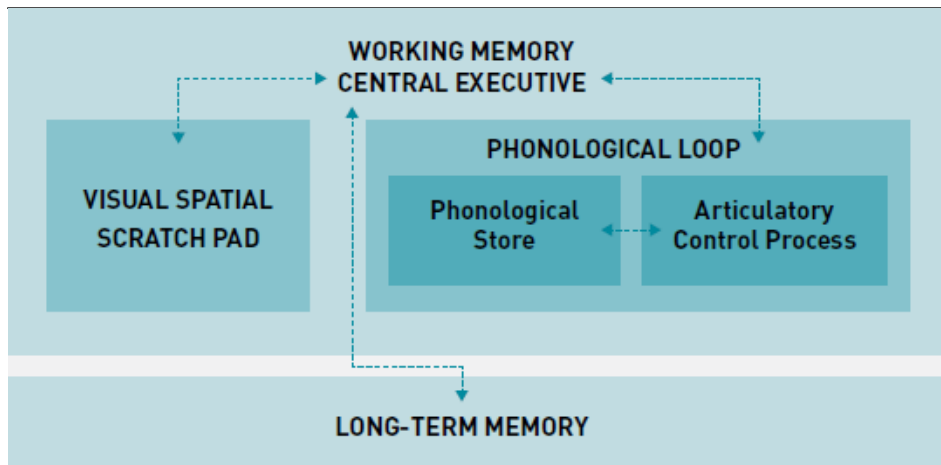 WORKING MEMORY
CENTRAL EXECUTIVE
VISUAL SPATIAL
SCRATCH PAD
PHONOLOGICAL LOOP
Phonological
Store
Articulatory
Control Process
LONG-TERM MEMORY